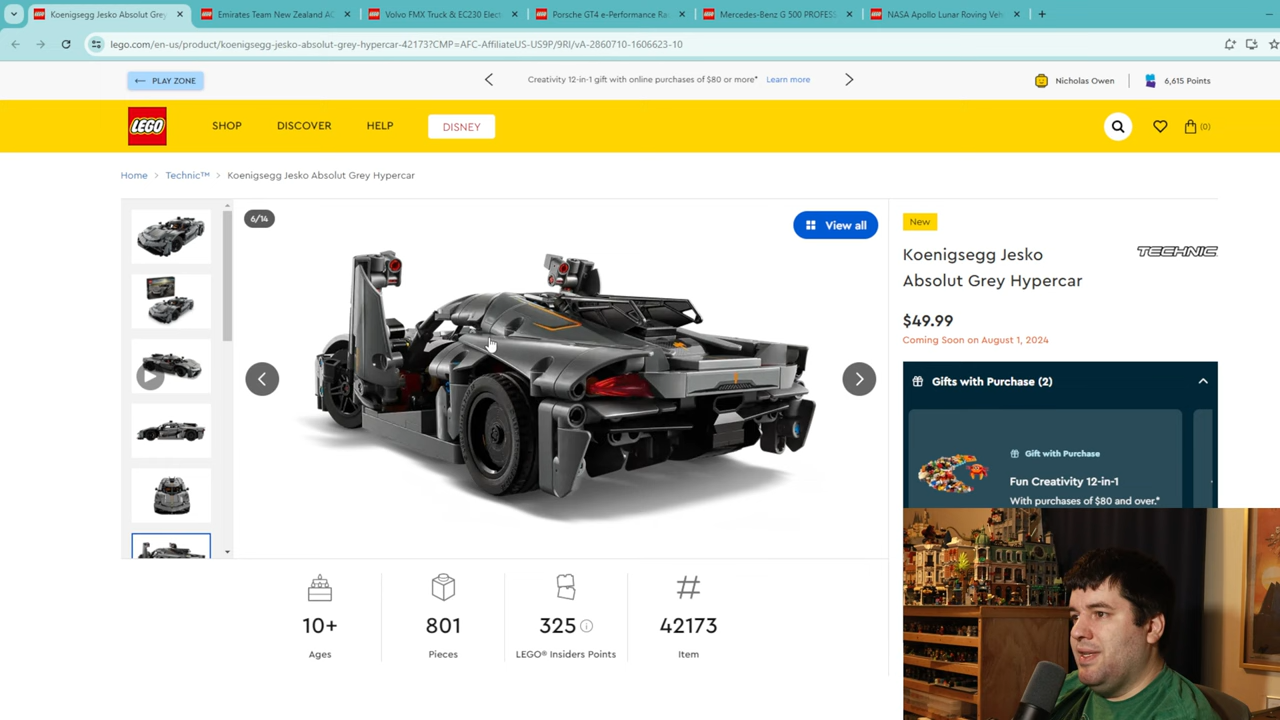 Koenigsegg Jesko Absolut Grey
Emirates Team New Zealand AC
Volvo FMX Truck & EC230 Elect
Porsche GT4 e-Performance Ra
Mercedes-Benz G 500 PROFESS
NASA Apollo Lunar Roving Veh
lego.com/en-us/product/koenigsegg-jesko-absolut-grey-hypercar-42173?CMP=AFC-AffiliateUS-US9P/9RI/vA-2860710-1606623-10
← PLAY ZONE
Creativity 12-in-1 gift with online purchases of $80 or more* Learn more
Nicholas Owen
6,615 Points
LEGO
SHOP
DISCOVER
HELP
DISNEY
(0)
Home > Technic™ > Koenigsegg Jesko Absolut Grey Hypercar
6/14
View all
New
Koenigsegg Jesko
Absolut Grey Hypercar
TECHNIC
$49.99
Coming Soon on August 1, 2024
Gifts with Purchase (2)
Gift with Purchase
Fun Creativity 12-in-1
With purchases of $80 and over.*
10+
Ages
801
Pieces
325
LEGO® Insiders Points
#
42173
Item